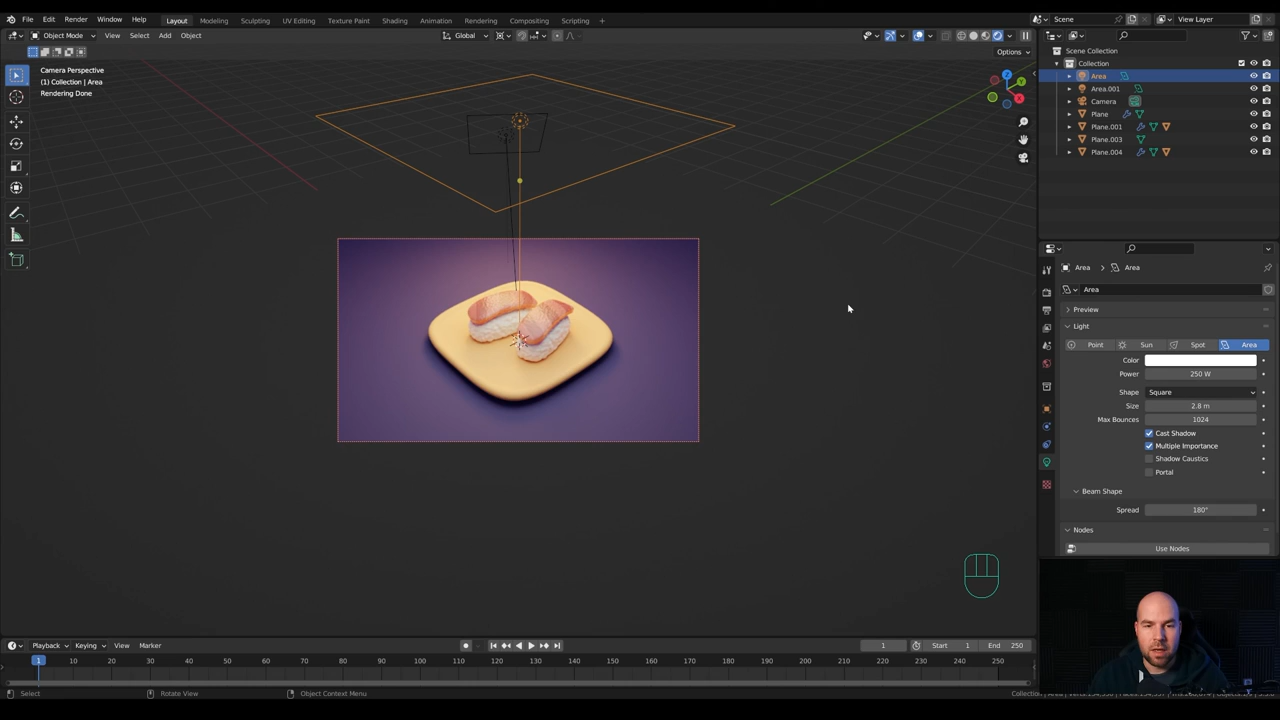 File Edit Render Window Help Layout Modeling Sculpting UV Editing Texture Paint Shading Animation Rendering Compositing Scripting + Scene View Layer
Object Mode View Select Add Object Global
Options
Camera Perspective
(1) Collection | Area
Rendering Done
Z
Y
X
Scene Collection
Collection
Area
Area.001
Camera
Plane
Plane.001
Plane.003
Plane.004
Area > Area
Area
Preview
Light
Point Sun Spot Area
Color
Power 250 W
Shape Square
Size 2.8 m
Max Bounces 1024
Cast Shadow
Multiple Importance
Shadow Caustics
Portal
Beam Shape
Spread 180°
Nodes
Use Nodes
Playback Keying View Marker 1 Start 1 End 250
1 10 20 30 40 50 60 70 80 90 100 110 120 130 140 150 160 170 180 190 200 210 220 230 240 250
Select Rotate View Object Context Menu